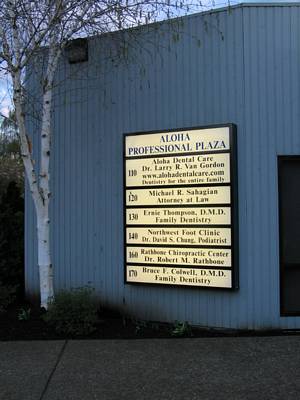 ALOHA
PROFESSIONAL PLAZA
110
Aloha Dental Care
Dr. Larry R. Van Gordon
www.alohadentalcare.com
Dentistry for the entire family
120
Michael R. Sahagian
Attorney at Law
130
Ernie Thompson, D.M.D.
Family Dentistry
140
Northwest Foot Clinic
Dr. David S. Chung, Podiatrist
160
Rathbone Chiropractic Center
Dr. Robert M. Rathbone
170
Bruce F. Colwell, D.M.D.
Family Dentistry